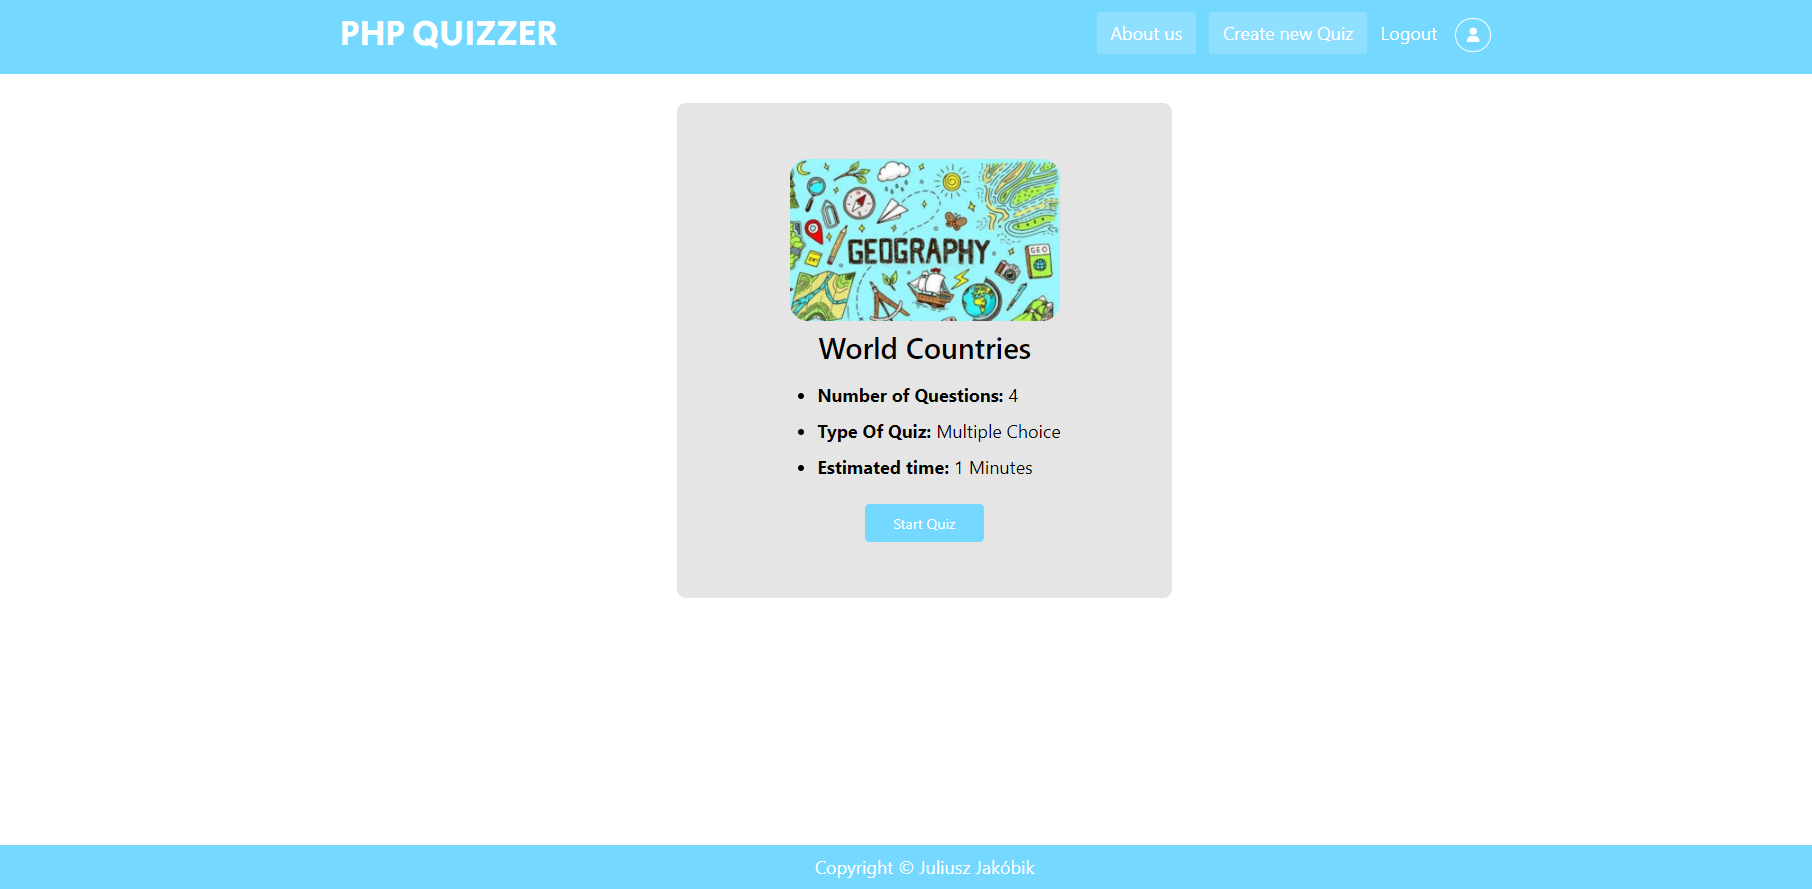 PHP QUIZZER
About us
Create new Quiz
Logout
GEOGRAPHY
GEO
World Countries
Number of Questions: 4
Type Of Quiz: Multiple Choice
Estimated time: 1 Minutes
Start Quiz
Copyright © Juliusz Jakóbik